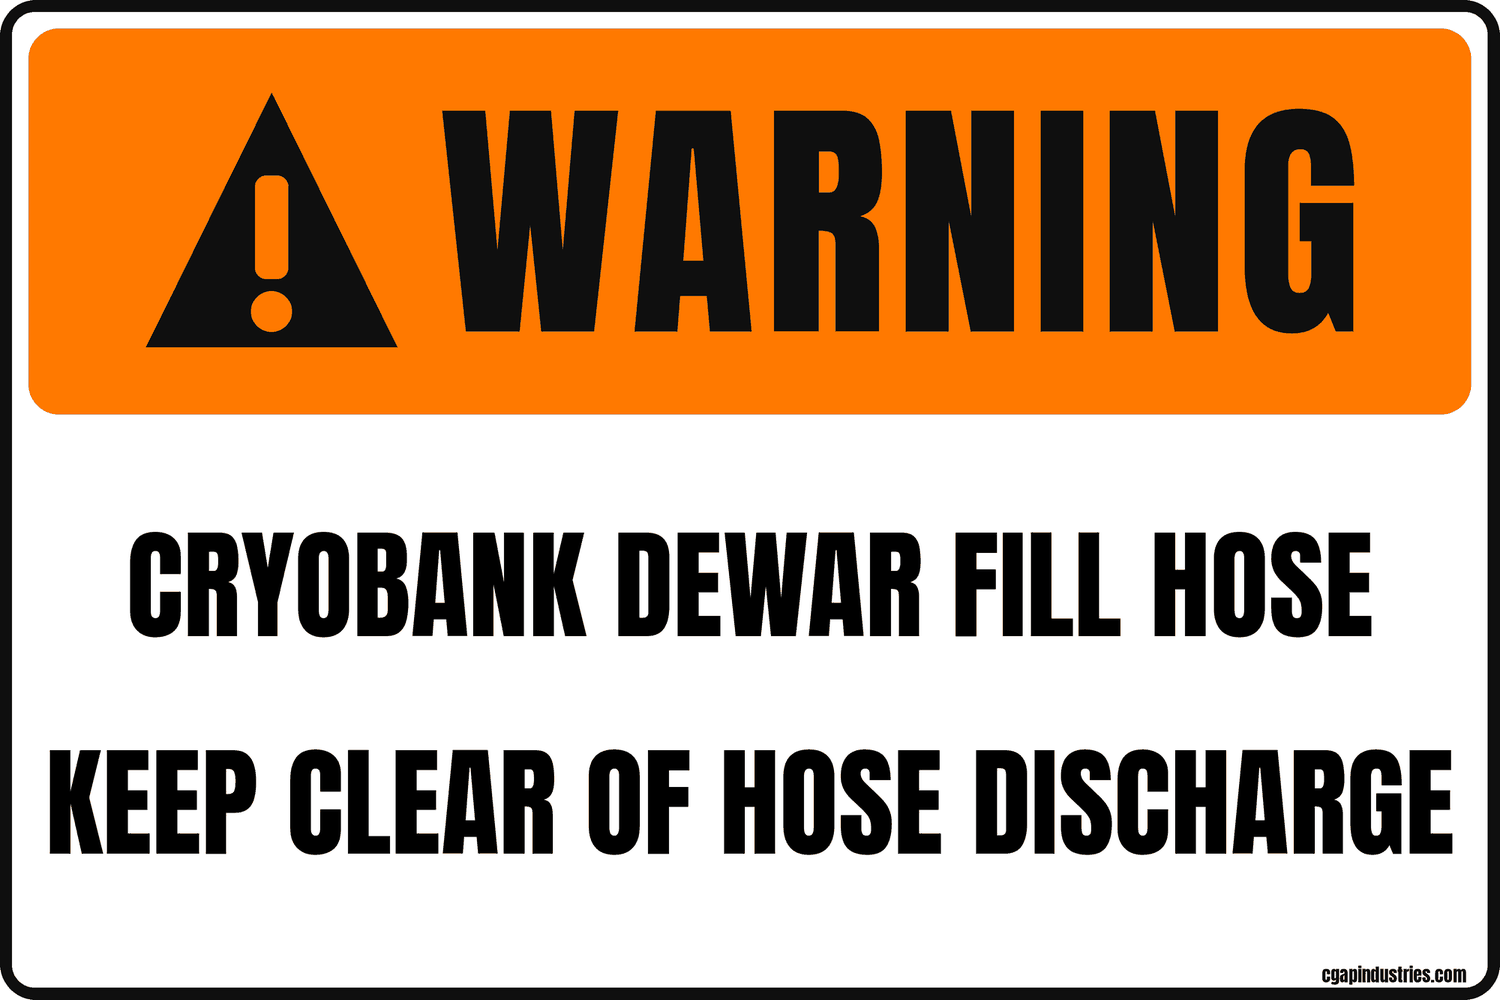 WARNING
CRYOBANK DEWAR FILL HOSE
KEEP CLEAR OF HOSE DISCHARGE
cgapindustries.com